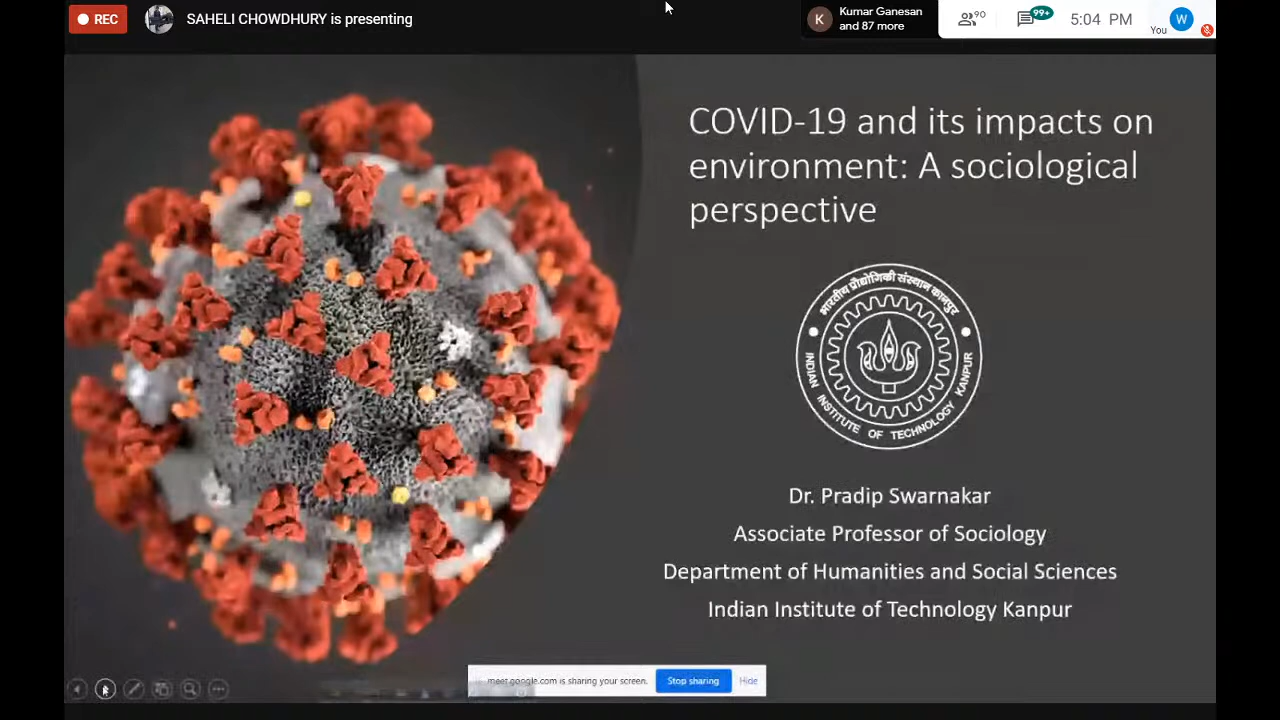 REC
SAHELI CHOWDHURY is presenting
K
Kumar Ganesan
and 87 more
90
99+
5:04 PM
You
W
COVID-19 and its impacts on
environment: A sociological
perspective
भारतीय प्रौद्योगिकी संस्थान कानपुर
INDIAN INSTITUTE OF TECHNOLOGY KANPUR
Dr. Pradip Swarnakar
Associate Professor of Sociology
Department of Humanities and Social Sciences
Indian Institute of Technology Kanpur
meet.google.com is sharing your screen.
Stop sharing
Hide